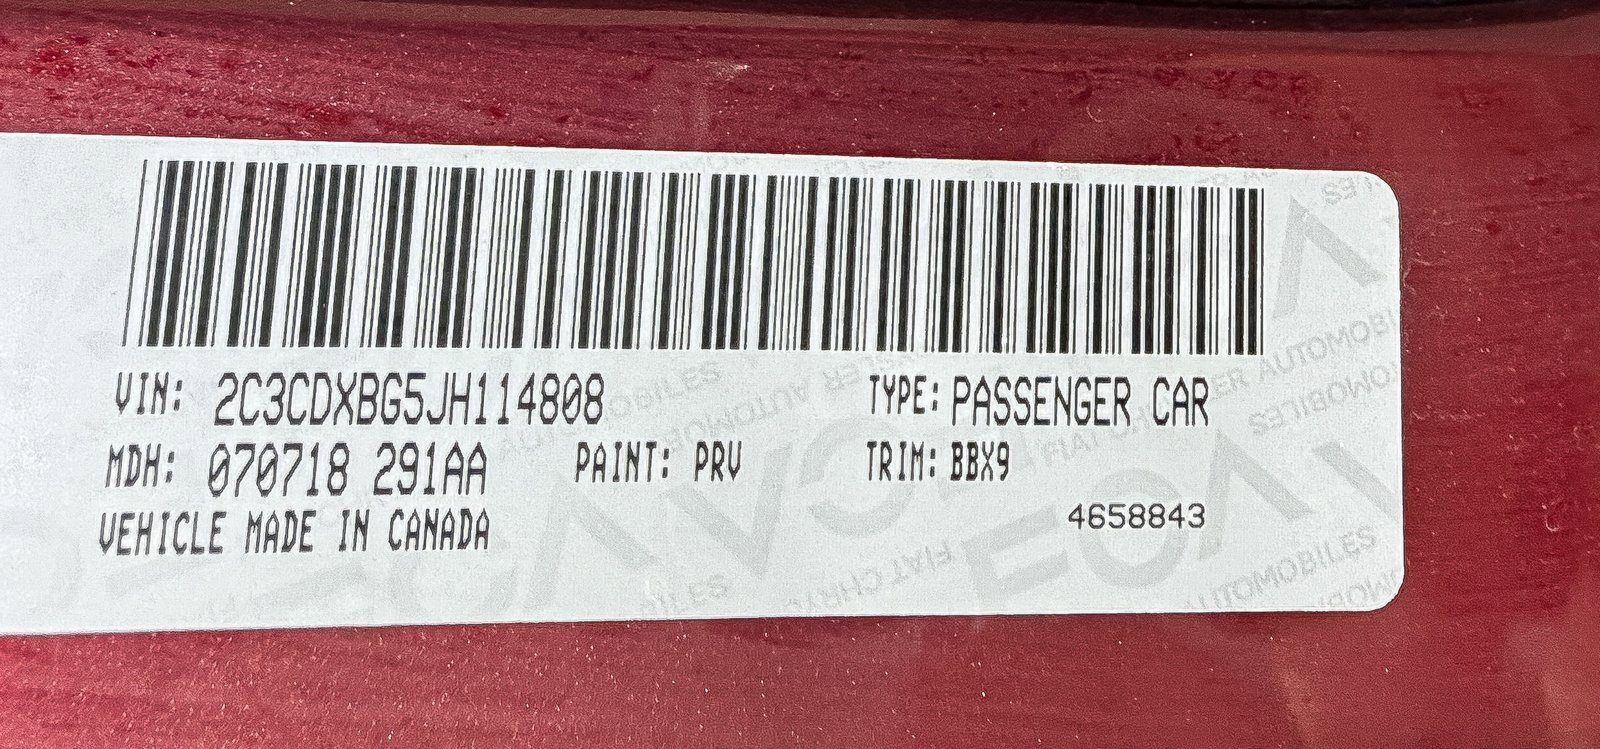 VIN: 2C3CDXBG5JH114808 TYPE: PASSENGER CAR
MDH: 070718 291AA PAINT: PRV TRIM: BBX9
VEHICLE MADE IN CANADA 4658843